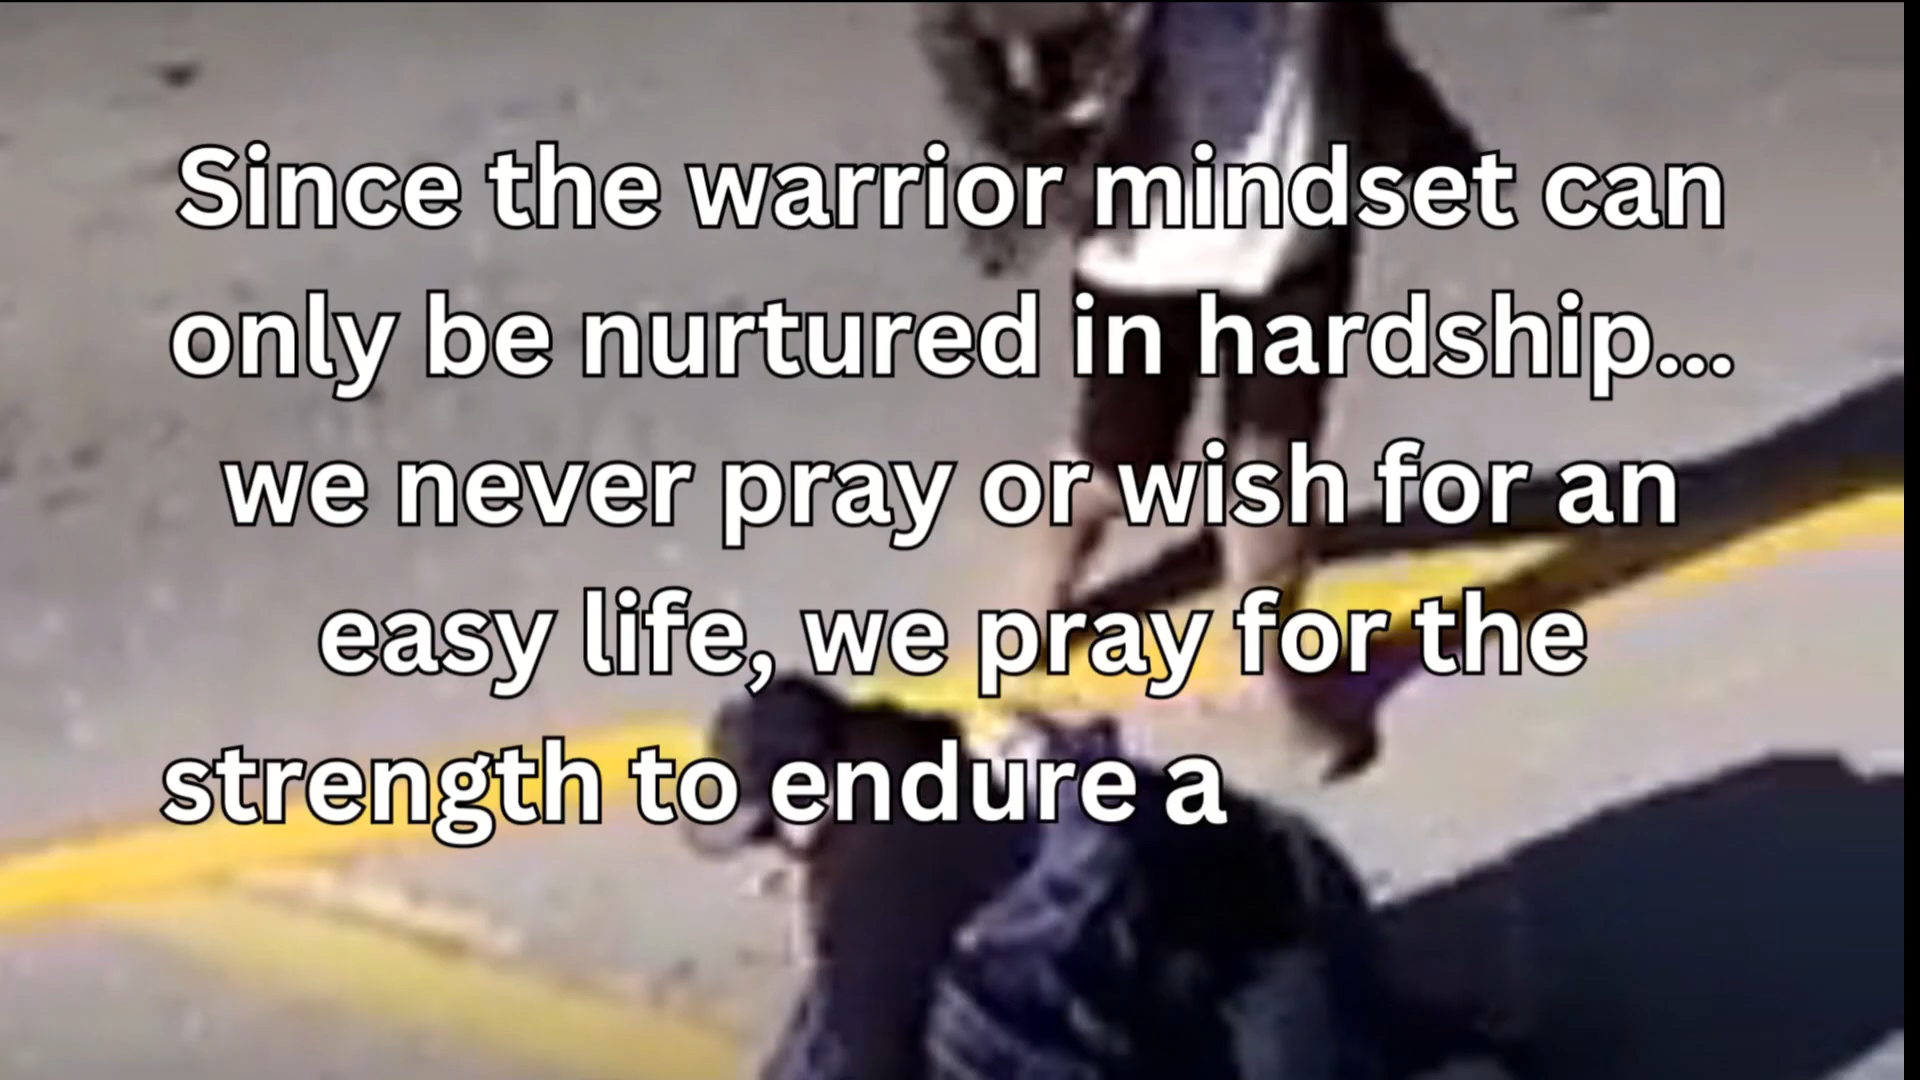 Since the warrior mindset can
only be nurtured in hardship...
we never pray or wish for an
easy life, we pray for the
strength to endure a